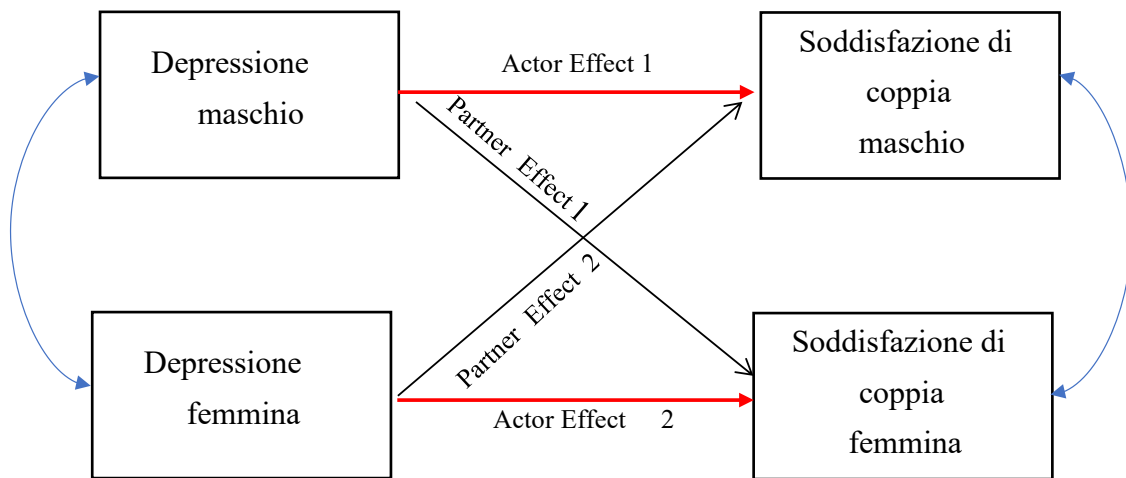 Depressione
maschio
Actor Effect 1
Soddisfazione di
coppia
maschio
Partner Effect 1
Partner Effect 2
Depressione
femmina
Actor Effect 2
Soddisfazione di
coppia
femmina